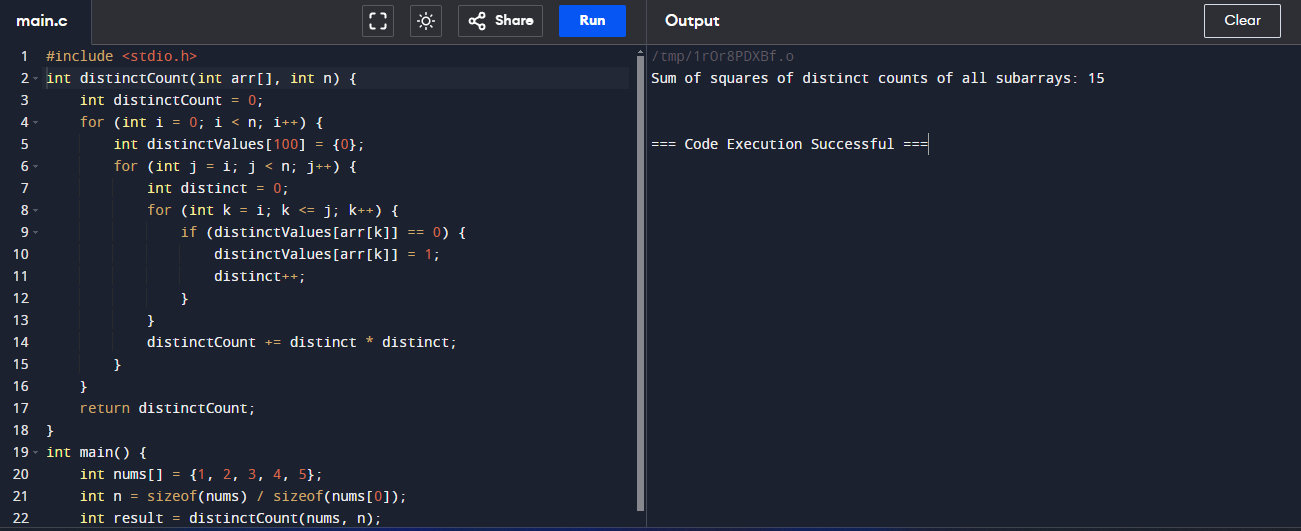 main.c
Share
Run
Output
Clear
1 #include <stdio.h>
2 int distinctCount(int arr[], int n) {
3     int distinctCount = 0;
4     for (int i = 0; i < n; i++) {
5         int distinctValues[100] = {0};
6         for (int j = i; j < n; j++) {
7             int distinct = 0;
8             for (int k = i; k <= j; k++) {
9                 if (distinctValues[arr[k]] == 0) {
10                     distinctValues[arr[k]] = 1;
11                     distinct++;
12                 }
13             }
14             distinctCount += distinct * distinct;
15         }
16     }
17     return distinctCount;
18 }
19 int main() {
20     int nums[] = {1, 2, 3, 4, 5};
21     int n = sizeof(nums) / sizeof(nums[0]);
22     int result = distinctCount(nums, n);
/tmp/1rOr8PDXBf.o
Sum of squares of distinct counts of all subarrays: 15
=== Code Execution Successful ===